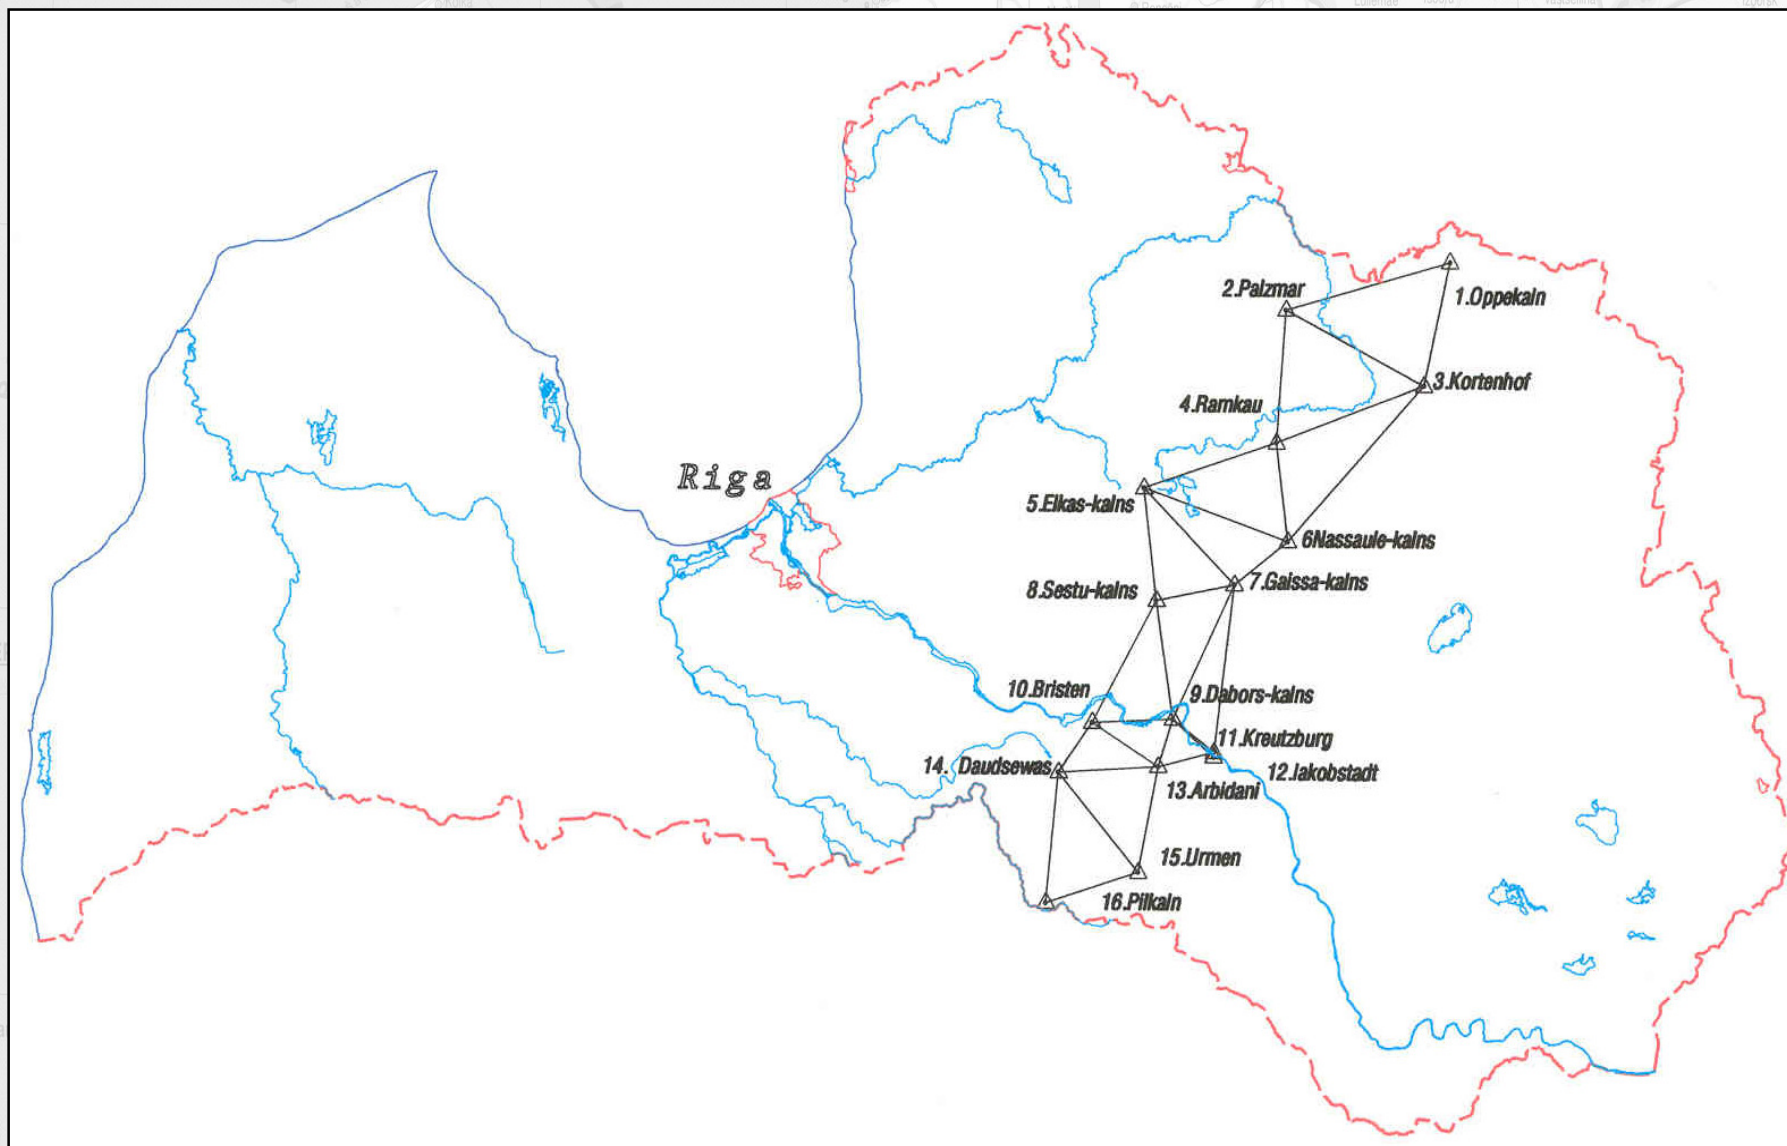 2.Palzmar
1.Oppekaln
3.Kortenhof
4.Ramkau
Riga
5.Elkas-kalns
6Nassaule-kalns
7.Gaissa-kalns
8.Sestu-kalns
10.Bristen
9.Dabors-kalns
11.Kreutzburg
14. Daudsewas
12.Jakobstadt
13.Arbidani
15.Urmen
16.Pilkaln